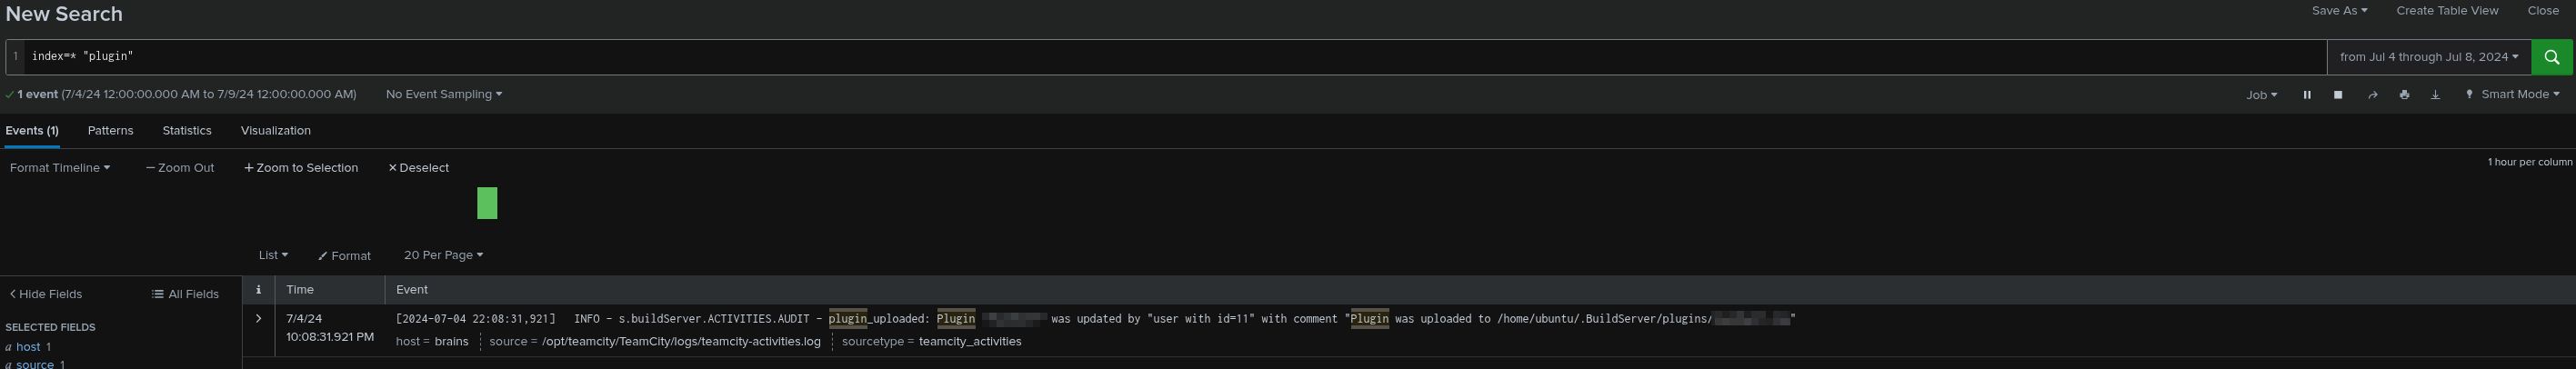 New Search
Save As Create Table View Close
1 index=* "plugin"
from Jul 4 through Jul 8, 2024
1 event (7/4/24 12:00:00.000 AM to 7/9/24 12:00:00.000 AM) No Event Sampling
Job Smart Mode
Events (1) Patterns Statistics Visualization
Format Timeline — Zoom Out + Zoom to Selection × Deselect
1 hour per column
List Format 20 Per Page
< Hide Fields All Fields
i Time Event
SELECTED FIELDS
a host 1
a source 1
> 7/4/24
10:08:31.921 PM
[2024-07-04 22:08:31,921] INFO - s.buildServer.ACTIVITIES.AUDIT - plugin_uploaded: Plugin was updated by "user with id=11" with comment "Plugin was uploaded to /home/ubuntu/.BuildServer/plugins/ "
host = brains source = /opt/teamcity/TeamCity/logs/teamcity-activities.log sourcetype = teamcity_activities